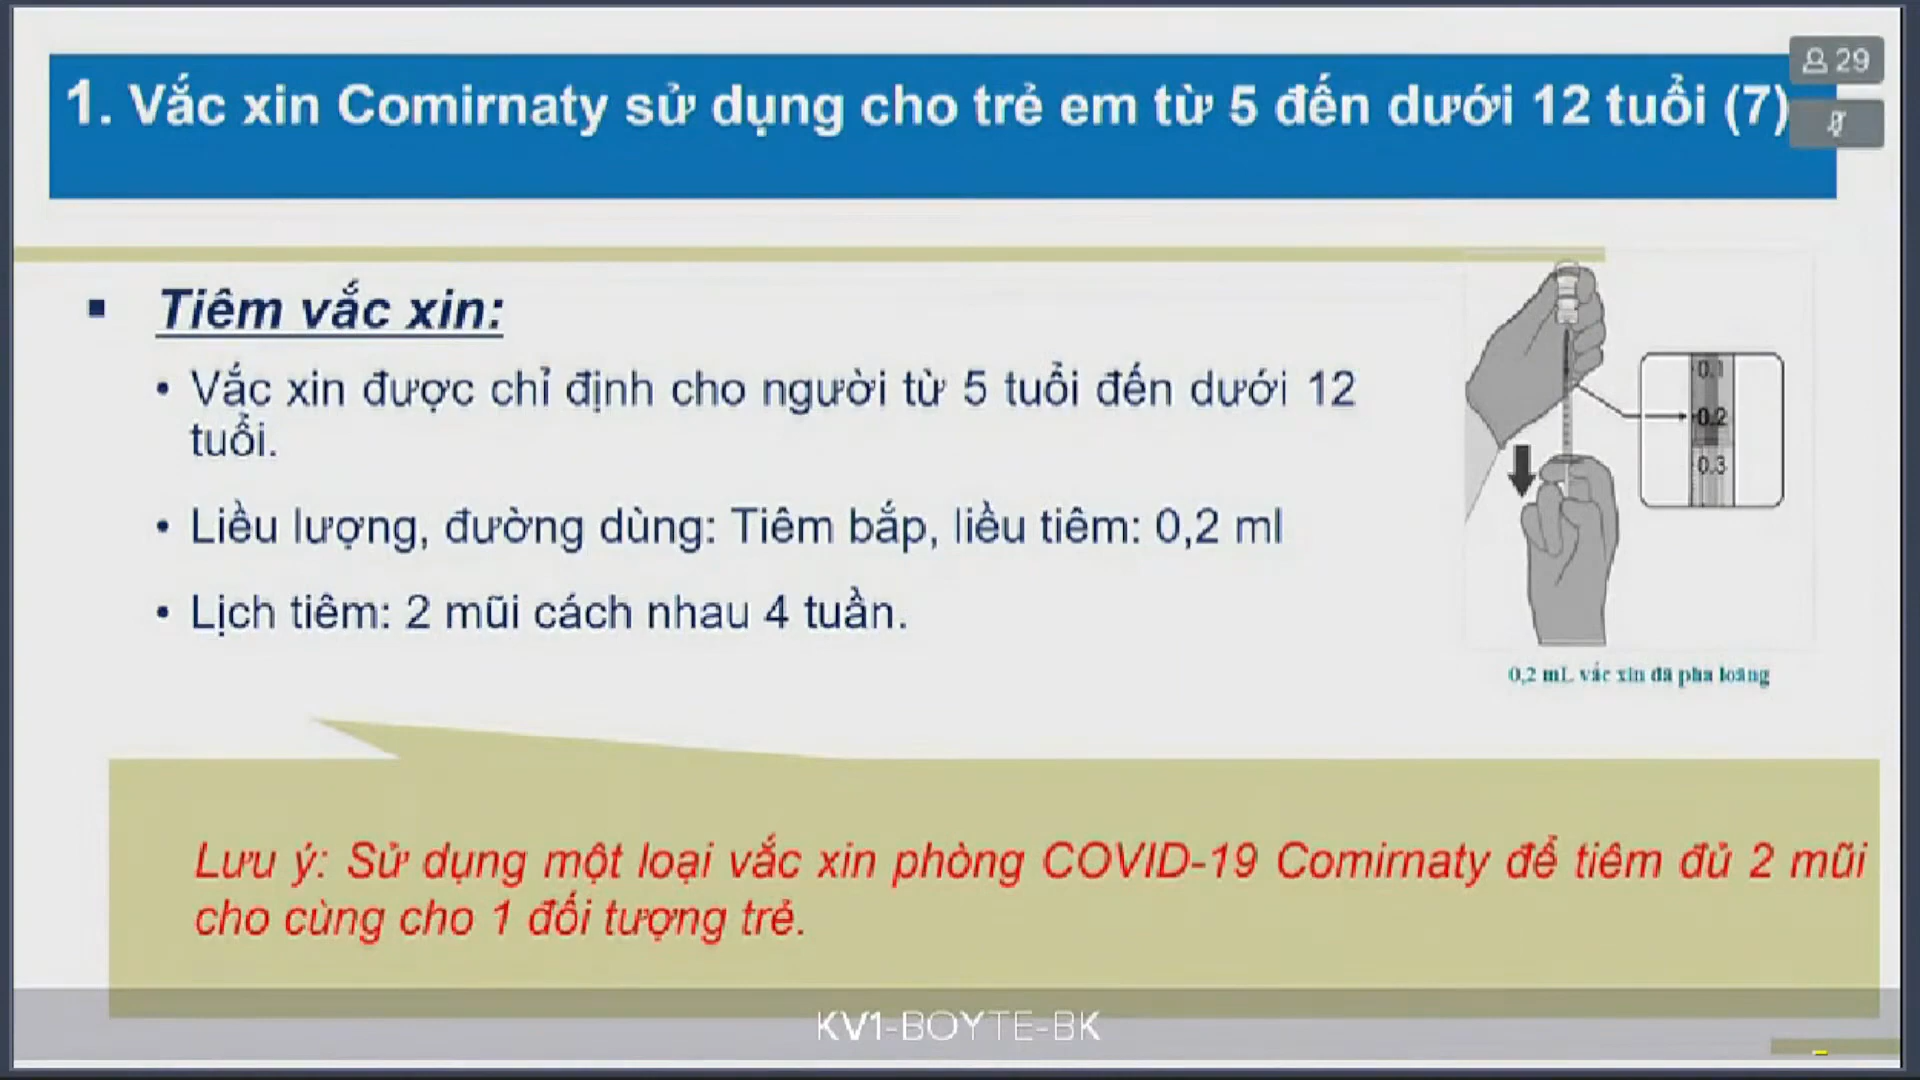 1. Vắc xin Comirnaty sử dụng cho trẻ em từ 5 đến dưới 12 tuổi (7)
29
Tiêm vắc xin:
• Vắc xin được chỉ định cho người từ 5 tuổi đến dưới 12
tuổi.
• Liều lượng, đường dùng: Tiêm bắp, liều tiêm: 0,2 ml
• Lịch tiêm: 2 mũi cách nhau 4 tuần.
0.1
0.2
0.3
0,2 mL vắc xin đã pha loãng
Lưu ý: Sử dụng một loại vắc xin phòng COVID-19 Comirnaty để tiêm đủ 2 mũi
cho cùng cho 1 đối tượng trẻ.
KV1-BOYTE-BK